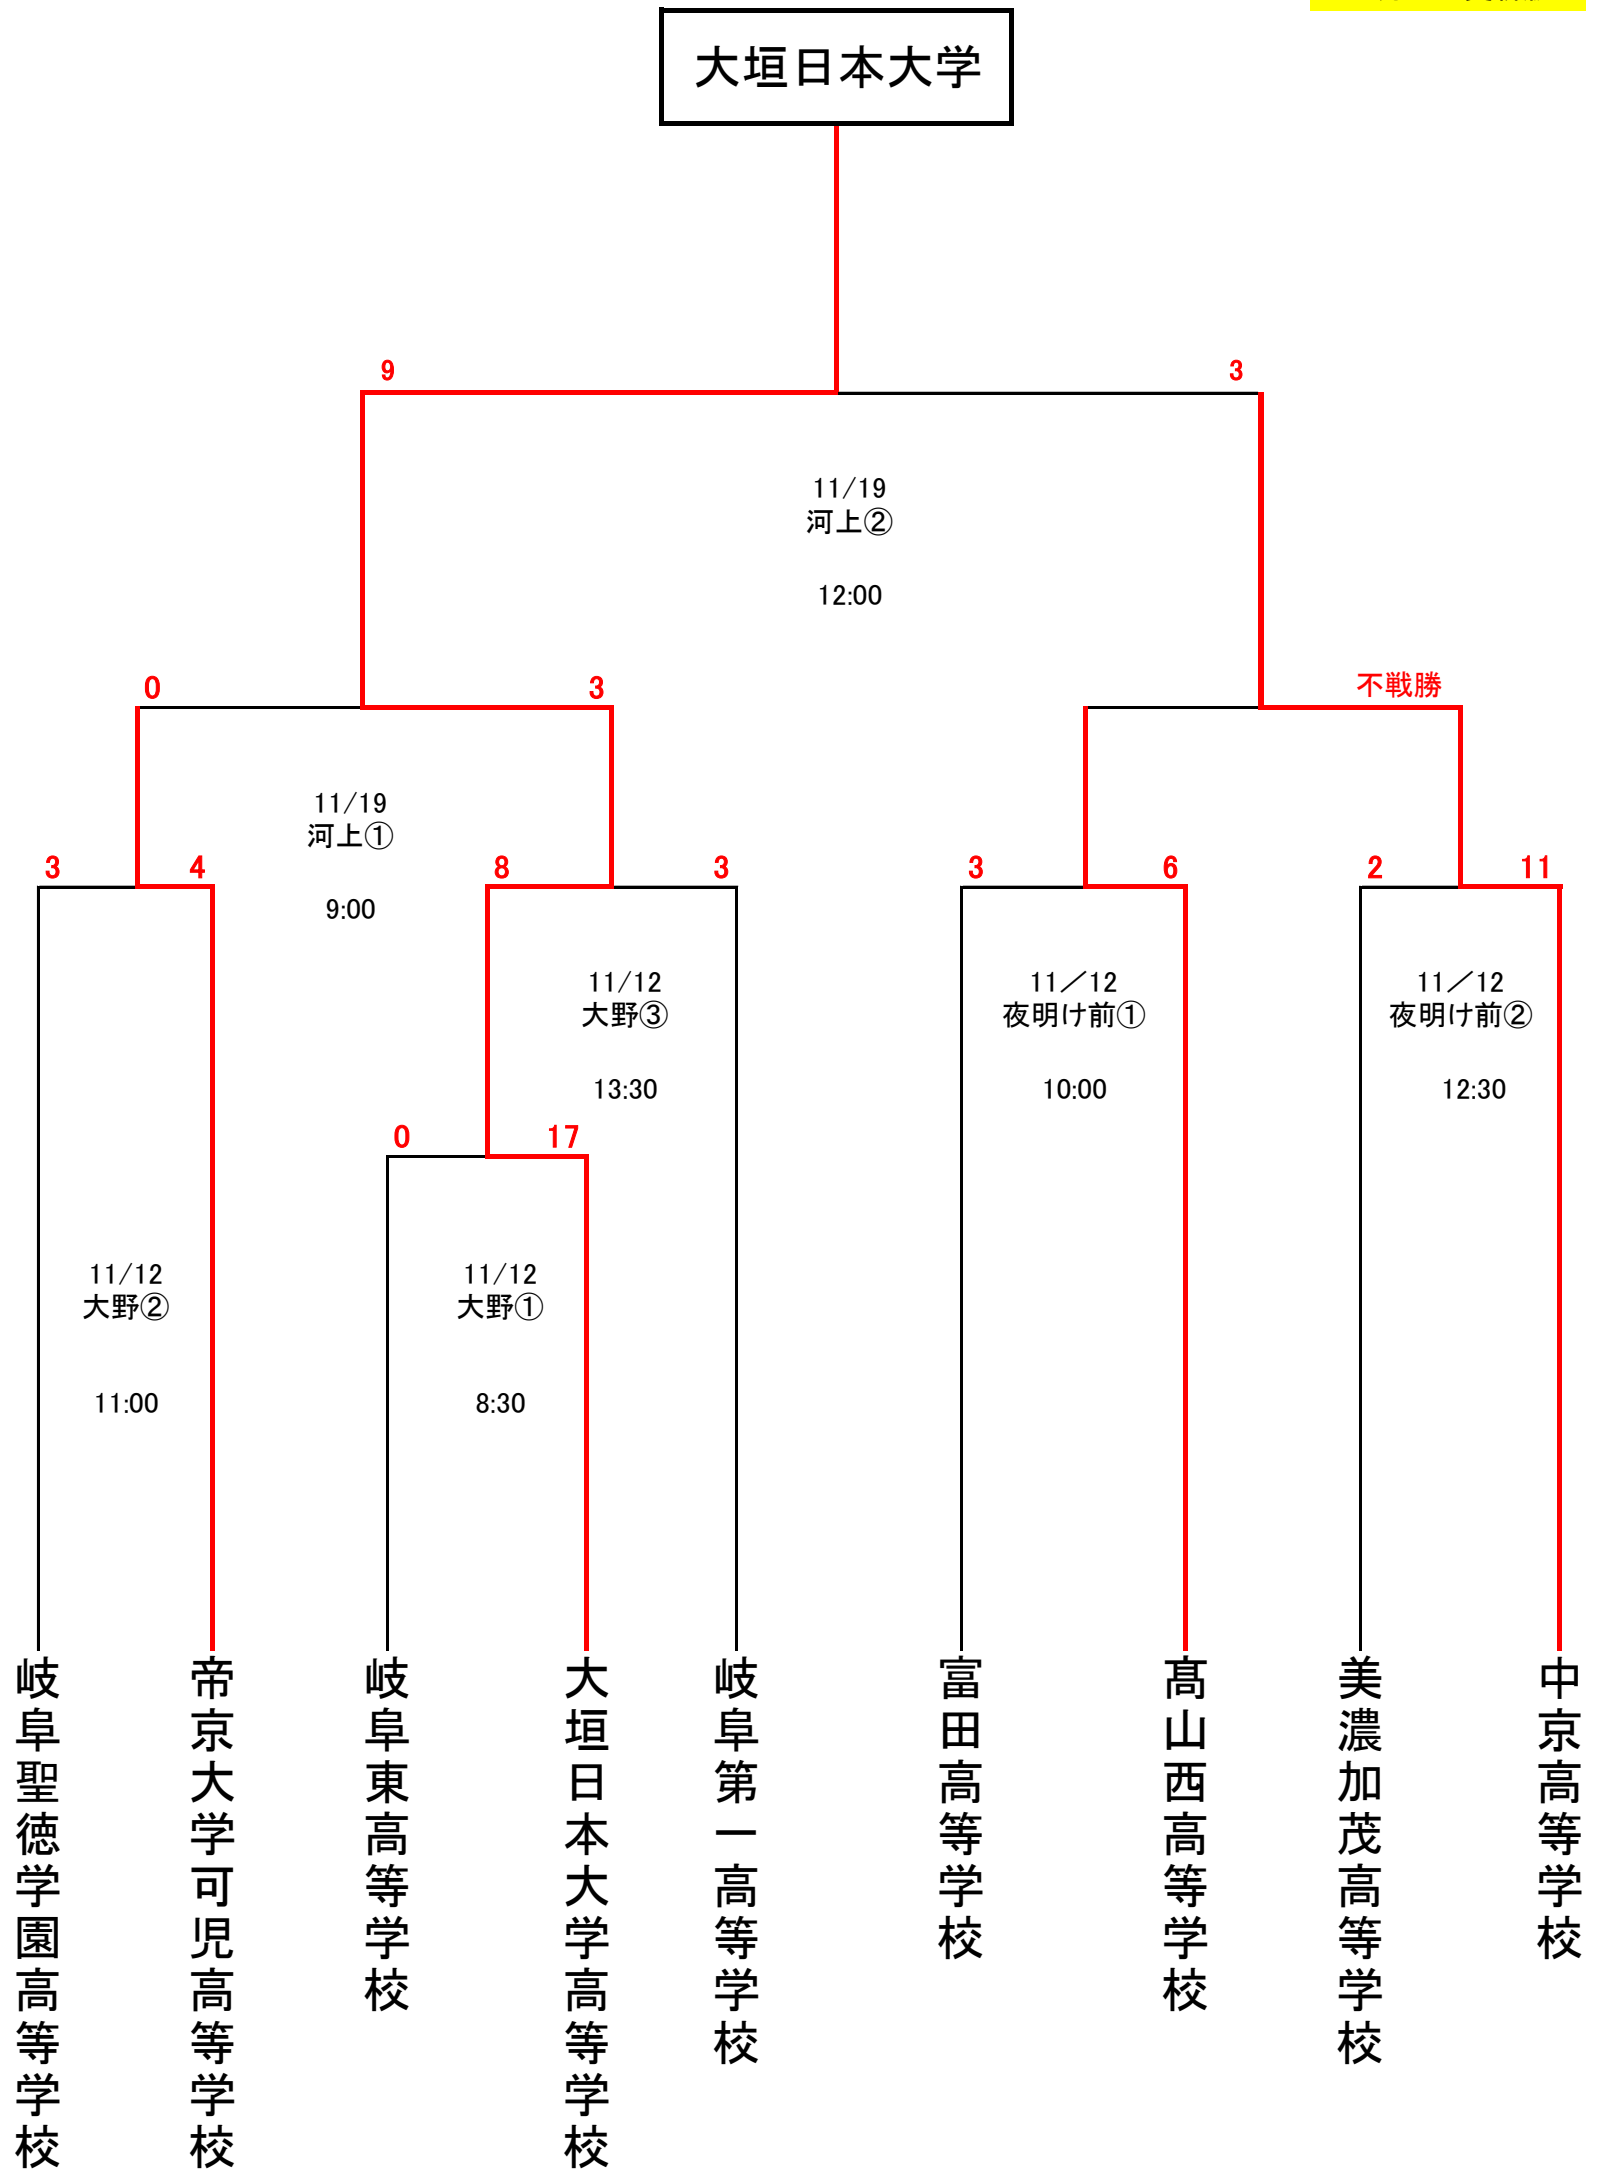 大垣日本大学
9
3
11/19
河上②
12:00
0
3
不戦勝
11/19
河上①
9:00
3
4
8
3
3
6
2
11
11/12
大野③
13:30
11／12
夜明け前①
10:00
11／12
夜明け前②
12:30
0
17
11/12
大野②
11:00
11/12
大野①
8:30
岐阜聖徳学園高等学校
帝京大学可児高等学校
岐阜東高等学校
大垣日本大学高等学校
岐阜第一高等学校
富田高等学校
髙山西高等学校
美濃加茂高等学校
中京高等学校